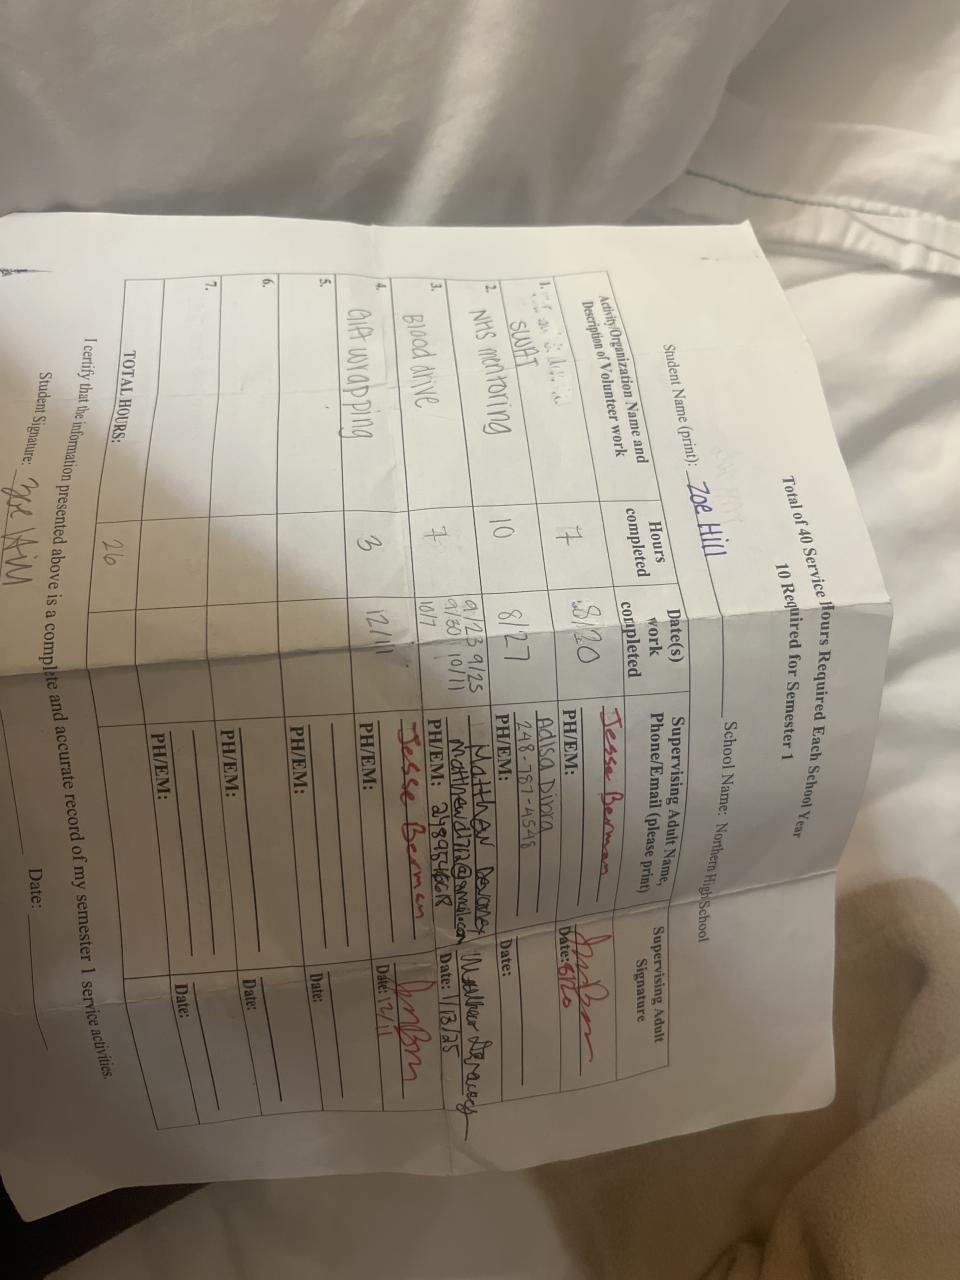 Total of 40 Service Hours Required Each School Year
10 Required for Semester 1
Student Name (print): Zoe Hill School Name: Northern High School
Activity/Organization Name and Description of Volunteer work
Hours completed
Date(s) work completed
Supervising Adult Name, Phone/Email (please print)
Supervising Adult Signature
1. SWAT
7
8/20
Jesse Berman
PH/EM:
Date: 8/20
2. NHS mentoring
10
8/27
Adisa Dibra
248-787-4548
PH/EM:
Date:
3. Blood drive
7
9/23 9/25
9/30 10/11
10/7
Matthew
PH/EM:
Date: 1/13/25
4. Gift wrapping
3
12/11
Jesse Berman
PH/EM:
Date: 12/11
5.
PH/EM:
Date:
6.
PH/EM:
Date:
7.
PH/EM:
Date:
TOTAL HOURS: 26
I certify that the information presented above is a complete and accurate record of my semester 1 service activities.
Student Signature: Zoe Hill Date: